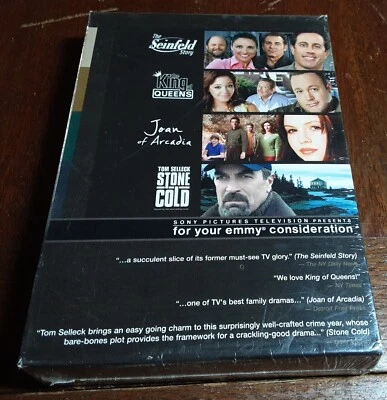 The
Seinfeld
Story
THE
King of
QUEENS
Joan
of Arcadia
TOM SELLECK
STONE
COLD
SONY PICTURES TELEVISION PRESENTS
for your emmy® consideration
"...a succulent slice of its former must-see TV glory." (The Seinfeld Story)
— The NY Daily News
"We love King of Queens!"
— NY Times
"...one of TV's best family dramas..." (Joan of Arcadia)
— Detroit Free Press
"Tom Selleck brings an easy going charm to this surprisingly well-crafted crime year, whose
bare-bones plot provides the framework for a crackling-good drama..." (Stone Cold)